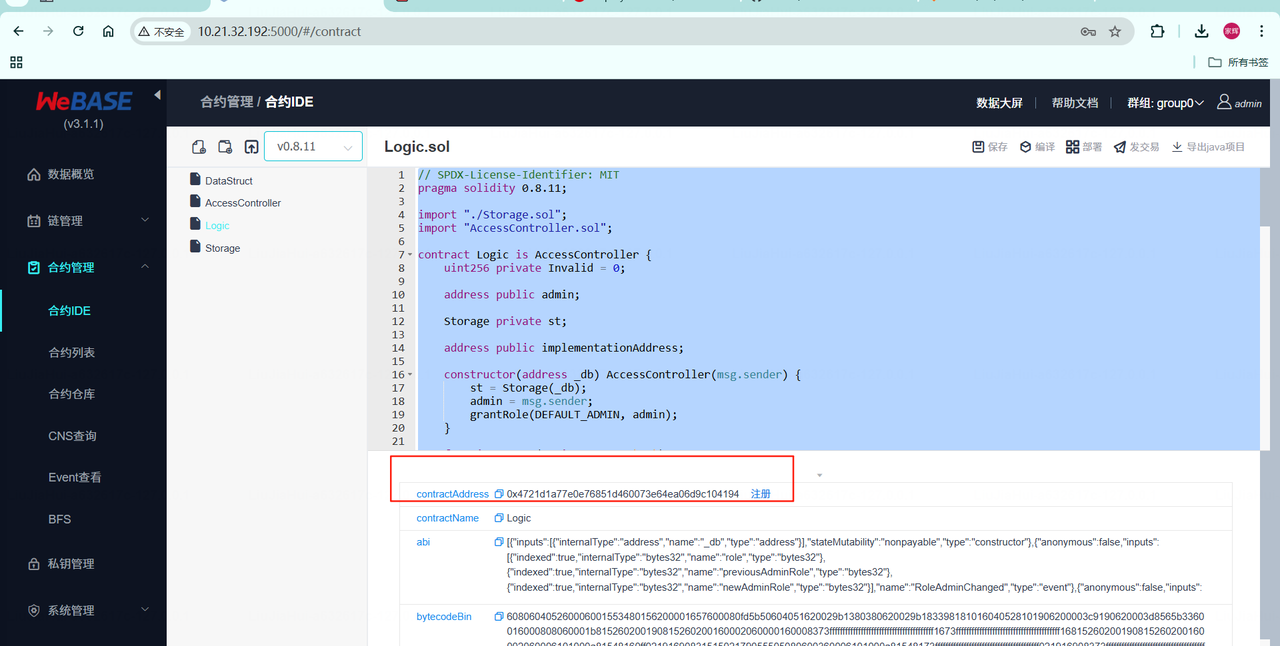 不安全
10.21.32.192:5000/#/contract
家辉
所有书签
WeBASE
(v3.1.1)
合约管理 / 合约IDE
数据大屏
帮助文档
群组: group0
admin
数据概览
链管理
合约管理
合约IDE
合约列表
合约仓库
CNS查询
Event查看
BFS
私钥管理
系统管理
v0.8.11
DataStruct
AccessController
Logic
Storage
Logic.sol
保存
编译
部署
发交易
导出java项目
1 // SPDX-License-Identifier: MIT
2 pragma solidity 0.8.11;
3
4 import "./Storage.sol";
5 import "AccessController.sol";
6
7 contract Logic is AccessController {
8 uint256 private Invalid = 0;
9
10 address public admin;
11
12 Storage private st;
13
14 address public implementationAddress;
15
16 constructor(address _db) AccessController(msg.sender) {
17 st = Storage(_db);
18 admin = msg.sender;
19 grantRole(DEFAULT_ADMIN, admin);
20 }
21
contractAddress 0x4721d1a77e0e76851d460073e64ea06d9c104194 注册
contractName Logic
abi [{"inputs":[{"internalType":"address","name":"_db","type":"address"}],"stateMutability":"nonpayable","type":"constructor"},{"anonymous":false,"inputs":
[{"indexed":true,"internalType":"bytes32","name":"role","type":"bytes32"},
{"indexed":true,"internalType":"bytes32","name":"previousAdminRole","type":"bytes32"},
{"indexed":true,"internalType":"bytes32","name":"newAdminRole","type":"bytes32"}],"name":"RoleAdminChanged","type":"event"},{"anonymous":false,"inputs":
bytecodeBin